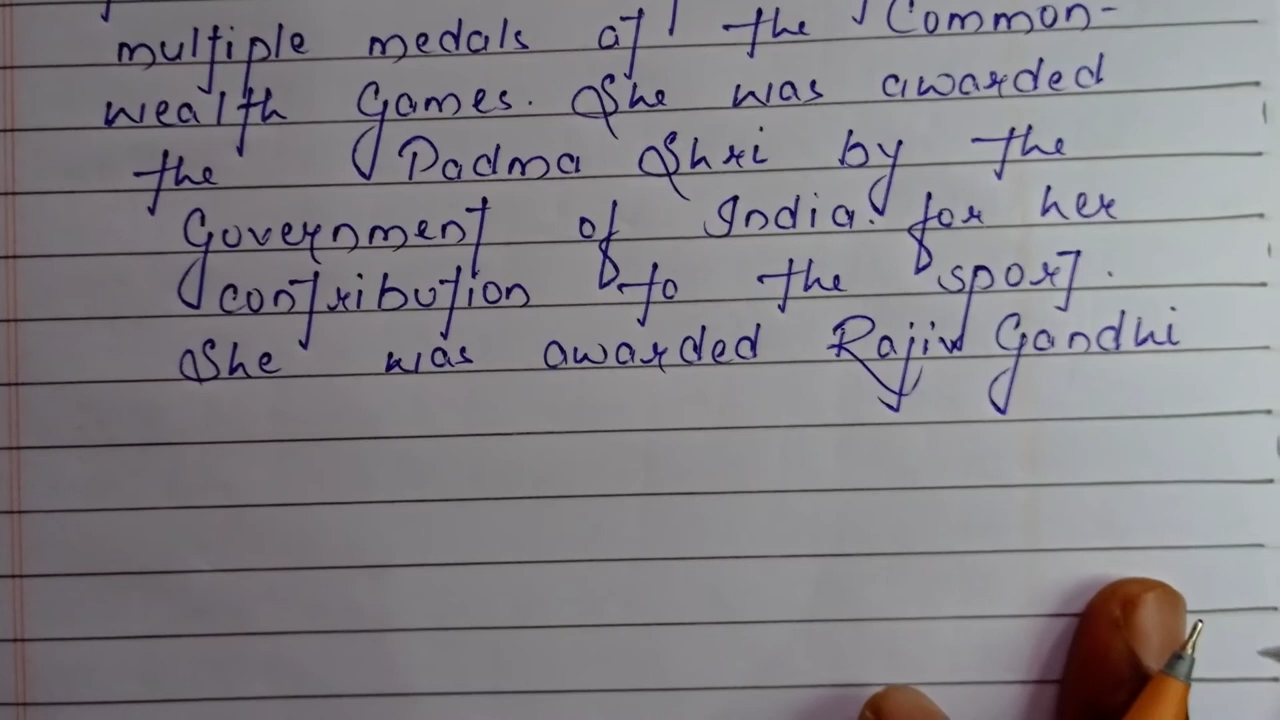 multiple medals at the Common-
wealth Games. She was awarded
the Padma Shri by the
Government of India. for her
contribution to the sport.
She was awarded Rajiv Gandhi